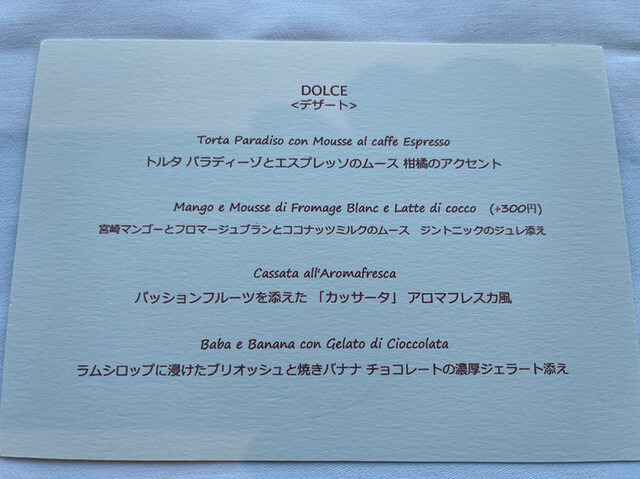 DOLCE
<デザート>
Torta Paradiso con Mousse al caffe Espresso
トルタ パラディーゾとエスプレッソのムース 柑橘のアクセント
Mango e Mousse di Fromage Blanc e Latte di cocco (+300円)
宮崎マンゴーとフロマージュブランとココナッツミルクのムース ジントニックのジュレ添え
Cassata all'Aromafresca
パッションフルーツを添えた 「カッサータ」 アロマフレスカ風
Baba e Banana con Gelato di Cioccolata
ラムシロップに浸けたブリオッシュと焼きバナナ チョコレートの濃厚ジェラート添え